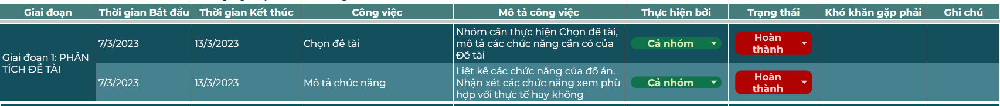 Giai đoạn Thời gian Bắt đầu Thời gian Kết thúc Công việc Mô tả công việc Thực hiện bởi Trạng thái Khó khăn gặp phải Ghi chú
Giai đoạn 1: PHÂN
TÍCH ĐỀ TÀI
7/3/2023
13/3/2023
Chọn đề tài
Nhóm cần thực hiện Chọn đề tài,
mô tả các chức năng cần có của
Đề tài
Cả nhóm
Hoàn
thành
7/3/2023
13/3/2023
Mô tả chức năng
Liệt kê các chức năng của đồ án.
Nhận xét các chức năng xem phù
hợp với thực tế hay không
Cả nhóm
Hoàn
thành